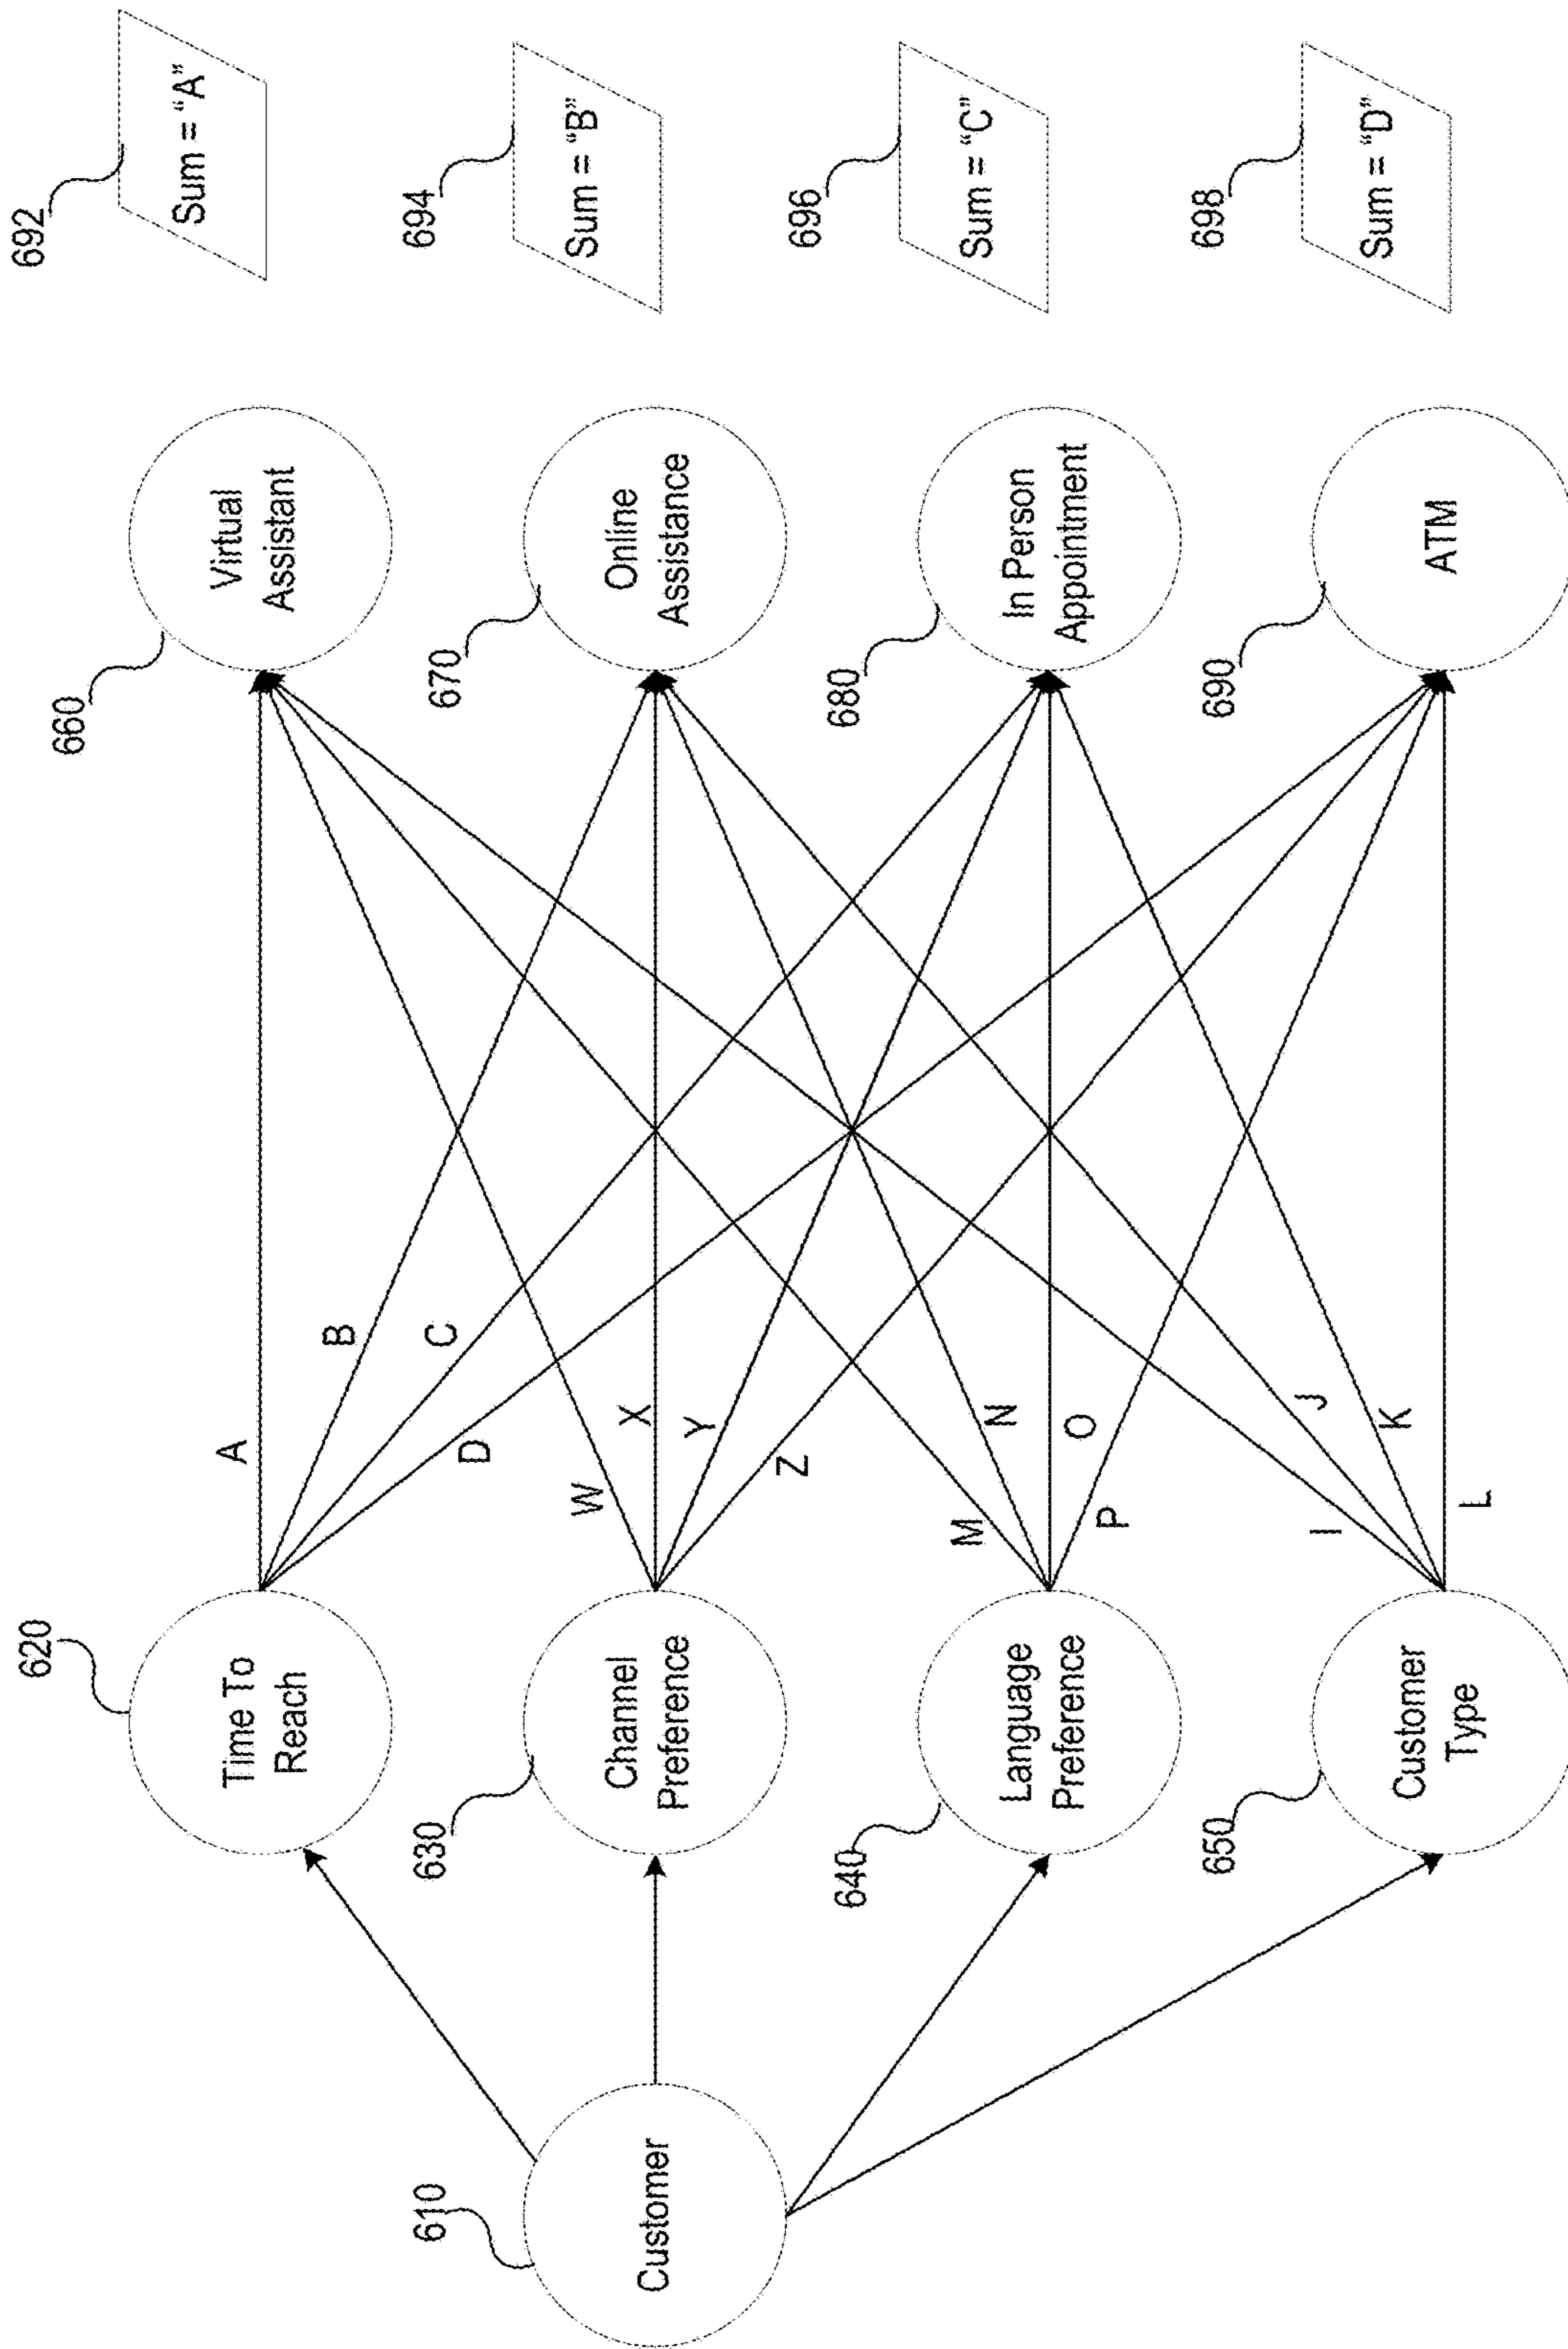 610
Customer
620
Time To
Reach
630
Channel
Preference
640
Language
Preference
650
Customer
Type
A
B
C
D
W
X
Y
Z
M
N
O
P
I
J
K
L
660
Virtual
Assistant
670
Online
Assistance
680
In Person
Appointment
690
ATM
692
Sum = “A”
694
Sum = “B”
696
Sum = “C”
698
Sum = “D”